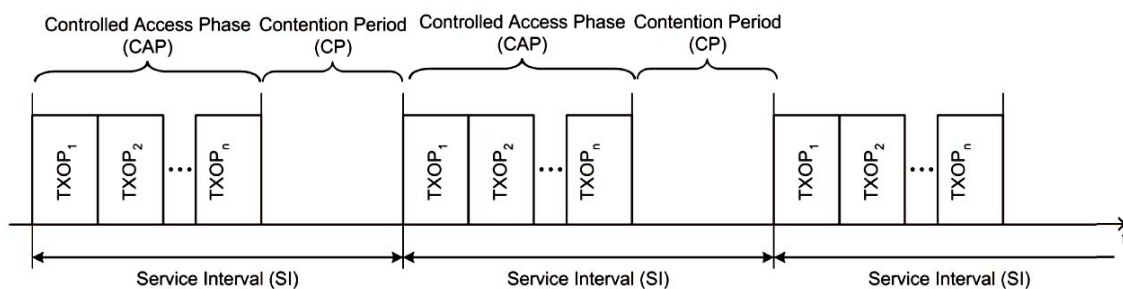 Controlled Access Phase
(CAP)
Contention Period
(CP)
Controlled Access Phase
(CAP)
Contention Period
(CP)
TXOP1
TXOP2
...
TXOPn
TXOP1
TXOP2
...
TXOPn
TXOP1
TXOP2
...
TXOPn
t
Service Interval (SI)
Service Interval (SI)
Service Interval (SI)